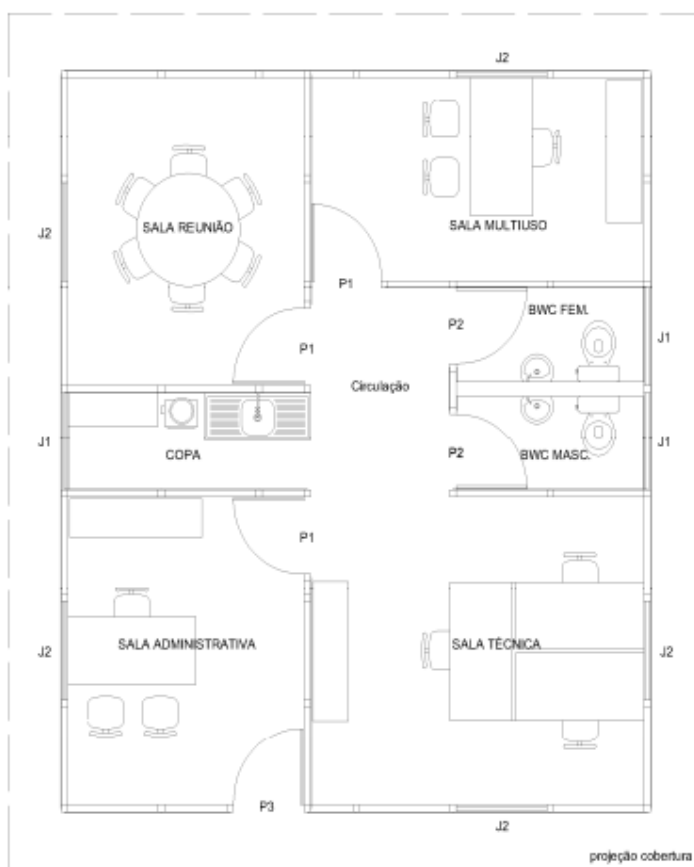 J2
J2
SALA REUNIÃO
SALA MULTIUSO
P1
BWC FEM.
P2
J1
P1
Circulação
J1
COPA
P2
BWC MASC.
J1
P1
J2
SALA ADMINISTRATIVA
SALA TÉCNICA
J2
P3
J2
projeção cobertura